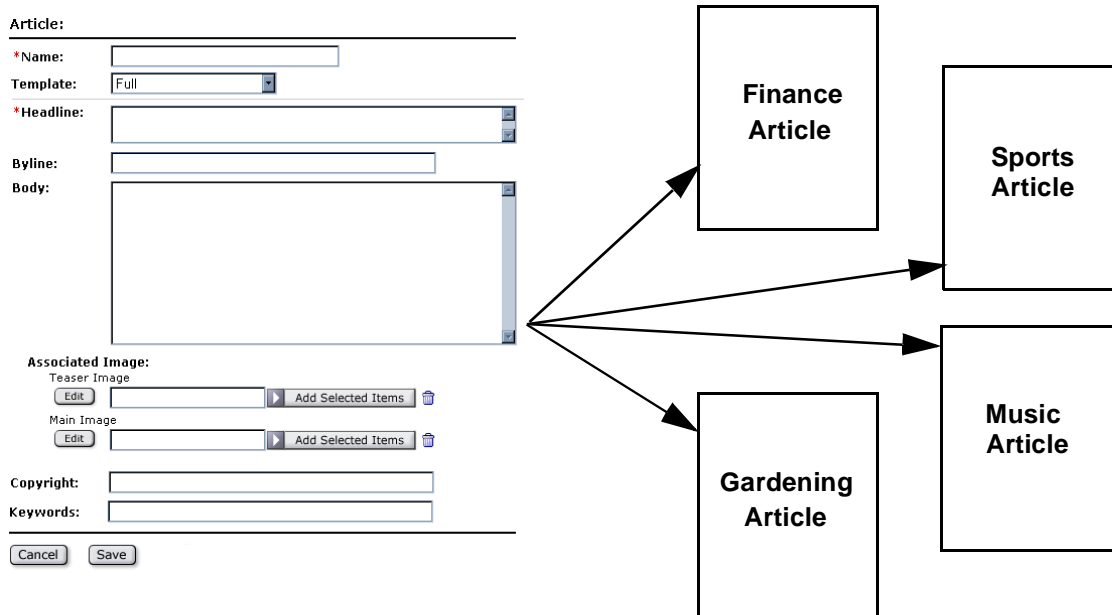 Article:
*Name:
Template: Full
*Headline:
Byline:
Body:
Associated Image:
Teaser Image
Edit Add Selected Items
Main Image
Edit Add Selected Items
Copyright:
Keywords:
Cancel Save
Finance
Article
Sports
Article
Music
Article
Gardening
Article